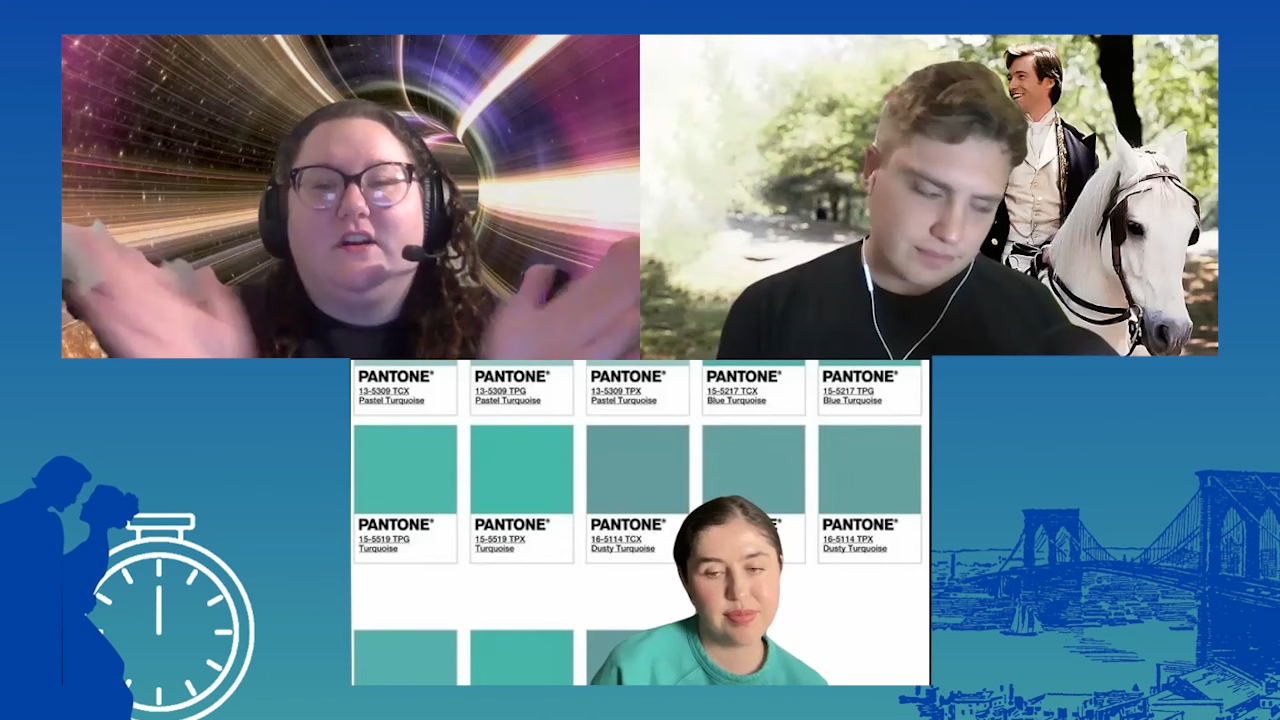 PANTONE®
13-5309 TCX
Pastel Turquoise
PANTONE®
13-5309 TPG
Pastel Turquoise
PANTONE®
13-5309 TPX
Pastel Turquoise
PANTONE®
15-5217 TCX
Blue Turquoise
PANTONE®
15-5217 TPG
Blue Turquoise
PANTONE®
15-5519 TPG
Turquoise
PANTONE®
15-5519 TPX
Turquoise
PANTONE®
16-5114 TCX
Dusty Turquoise
PANTONE®
16-5114 TPX
Dusty Turquoise